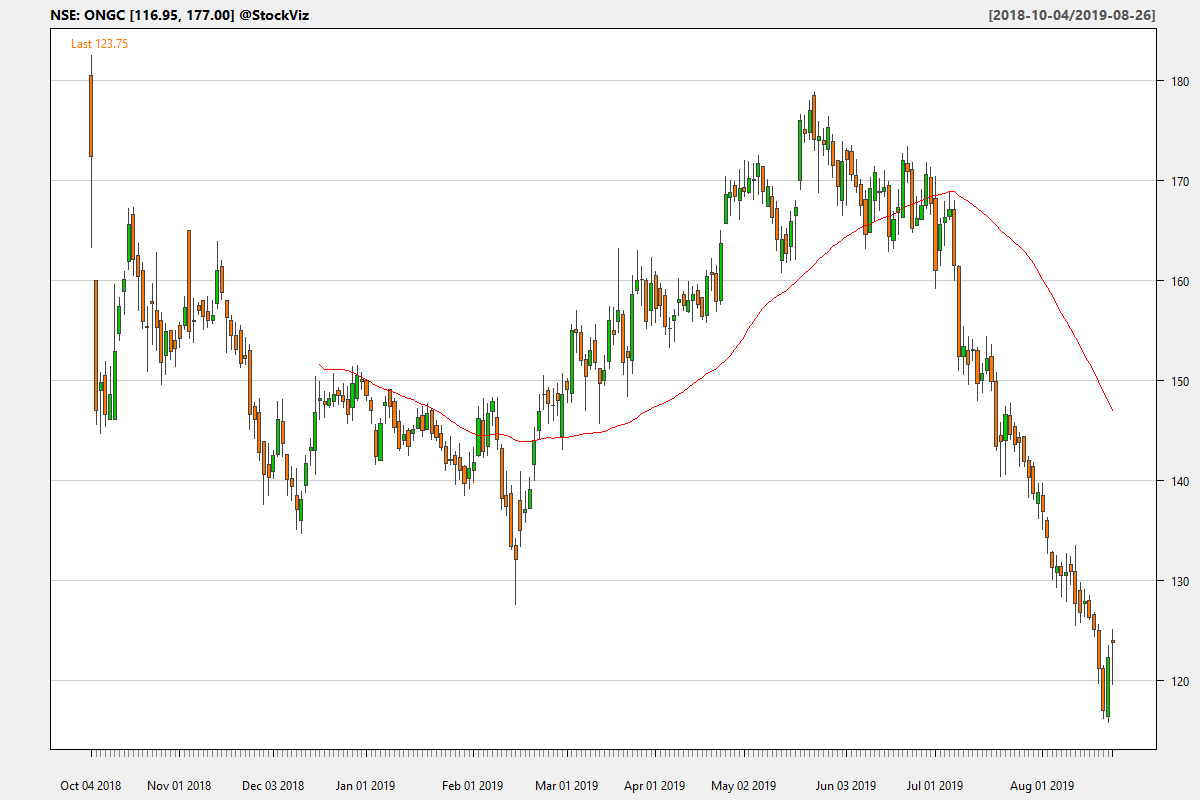 NSE: ONGC [116.95, 177.00] @StockViz [2018-10-04/2019-08-26]
Last 123.75
180
170
160
150
140
130
120
Oct 04 2018 Nov 01 2018 Dec 03 2018 Jan 01 2019 Feb 01 2019 Mar 01 2019 Apr 01 2019 May 02 2019 Jun 03 2019 Jul 01 2019 Aug 01 2019